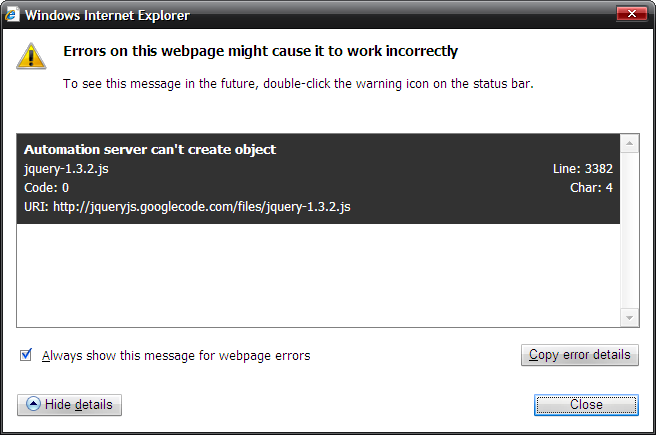 Windows Internet Explorer
Errors on this webpage might cause it to work incorrectly
To see this message in the future, double-click the warning icon on the status bar.
Automation server can't create object
jquery-1.3.2.js Line: 3382
Code: 0 Char: 4
URI: http://jqueryjs.googlecode.com/files/jquery-1.3.2.js
Always show this message for webpage errors
Copy error details
Hide details
Close